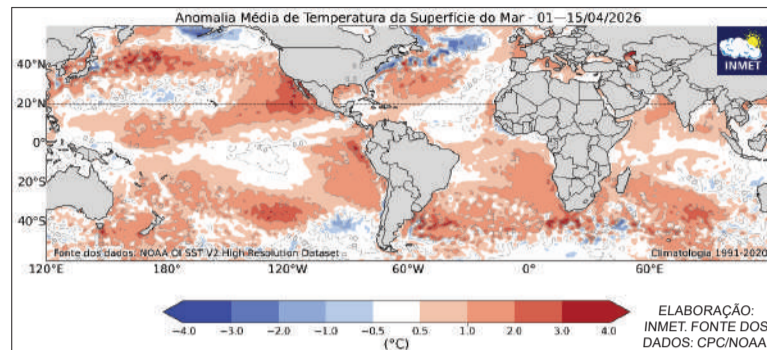 Anomalia Média de Temperatura da Superfície do Mar - 01—15/04/2026
INMET
40°N
20°N
0°
20°S
40°S
Fonte dos dados: NOAA OI SST V2 High Resolution Dataset
Climatologia 1991-2020
120°E 180° 120°W 60°W 0° 60°E
−4.0 −3.0 −2.0 −1.0 −0.5 0.5 1.0 2.0 3.0 4.0
(°C)
ELABORAÇÃO:
INMET. FONTE DOS
DADOS: CPC/NOAA